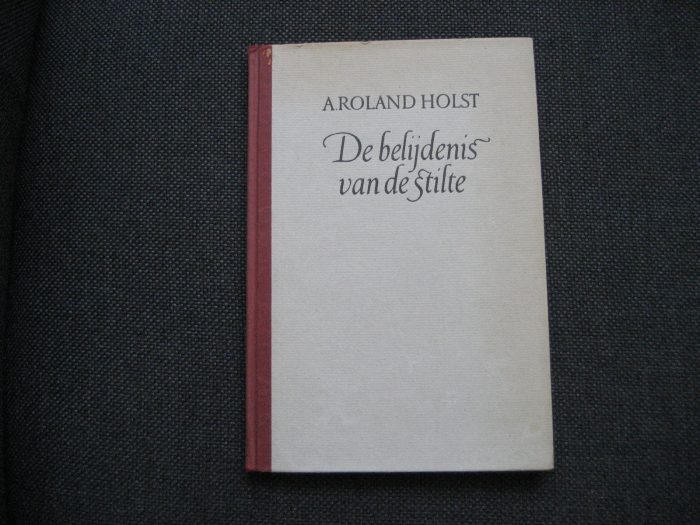 A. ROLAND HOLST
De belijdenis
van de stilte